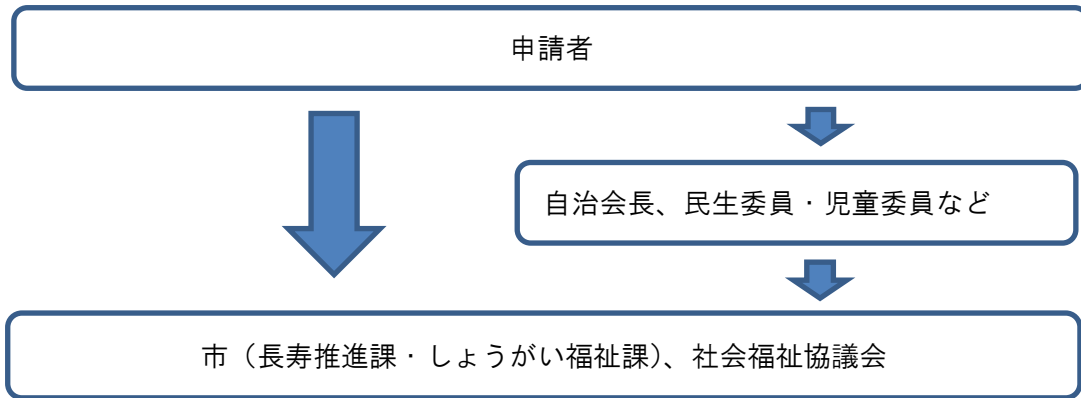 申請者
自治会長、民生委員・児童委員など
市（長寿推進課・しょうがい福祉課）、社会福祉協議会